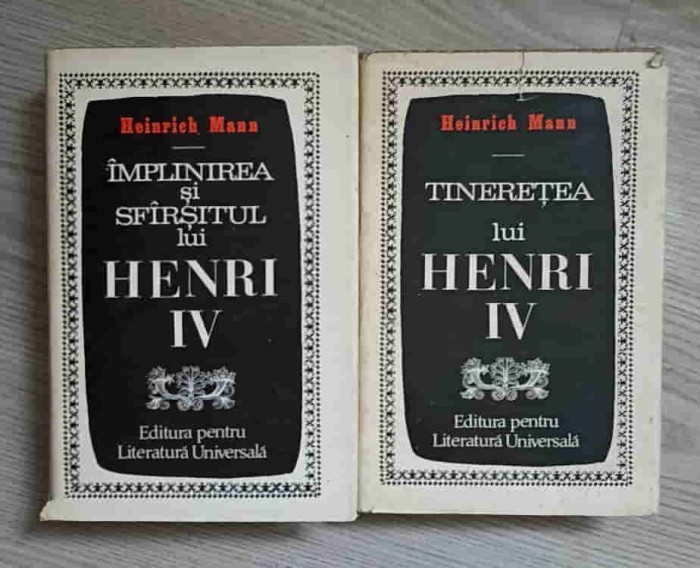 Heinrich Mann
ÎMPLINIREA
și
SFÎRȘITUL
lui
HENRI
IV
Editura pentru
Literatură Universală
Heinrich Mann
TINEREȚEA
lui
HENRI
IV
Editura pentru
Literatură Universală